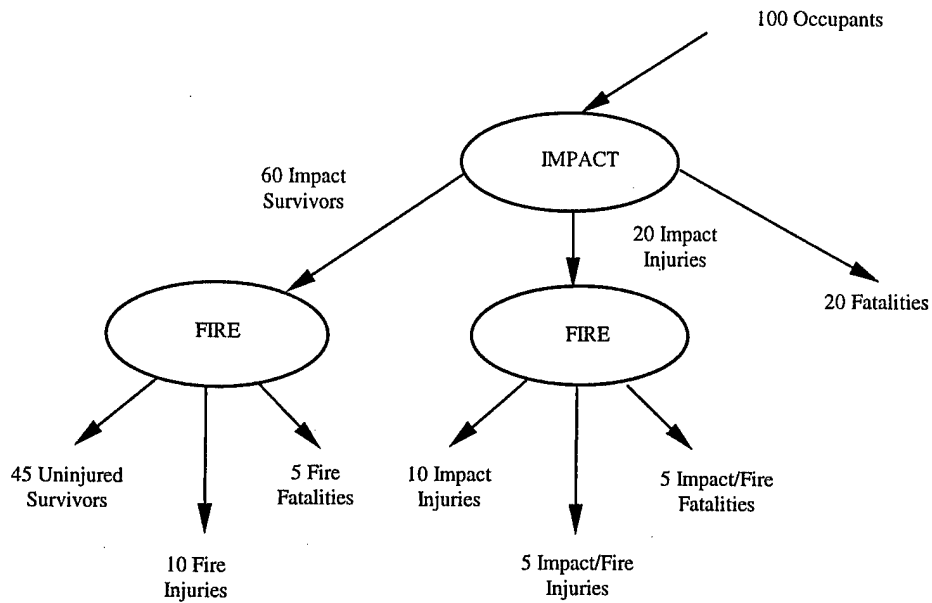 100 Occupants
IMPACT
60 Impact
Survivors
20 Impact
Injuries
20 Fatalities
FIRE
FIRE
45 Uninjured
Survivors
5 Fire
Fatalities
10 Impact
Injuries
5 Impact/Fire
Fatalities
10 Fire
Injuries
5 Impact/Fire
Injuries